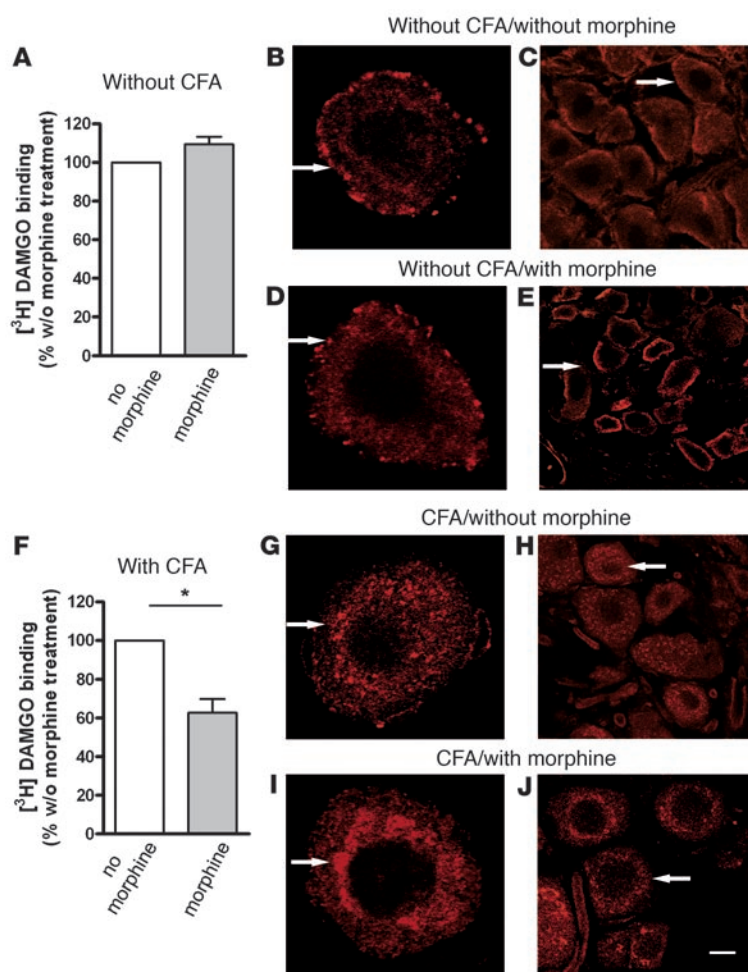 Without CFA/without morphine
A
B
C
Without CFA
120
100
80
60
40
20
0
[³H] DAMGO binding
(% w/o morphine treatment)
no
morphine
morphine
Without CFA/with morphine
D
E
CFA/without morphine
F
G
H
With CFA
*
120
100
80
60
40
20
0
[³H] DAMGO binding
(% w/o morphine treatment)
no
morphine
morphine
CFA/with morphine
I
J